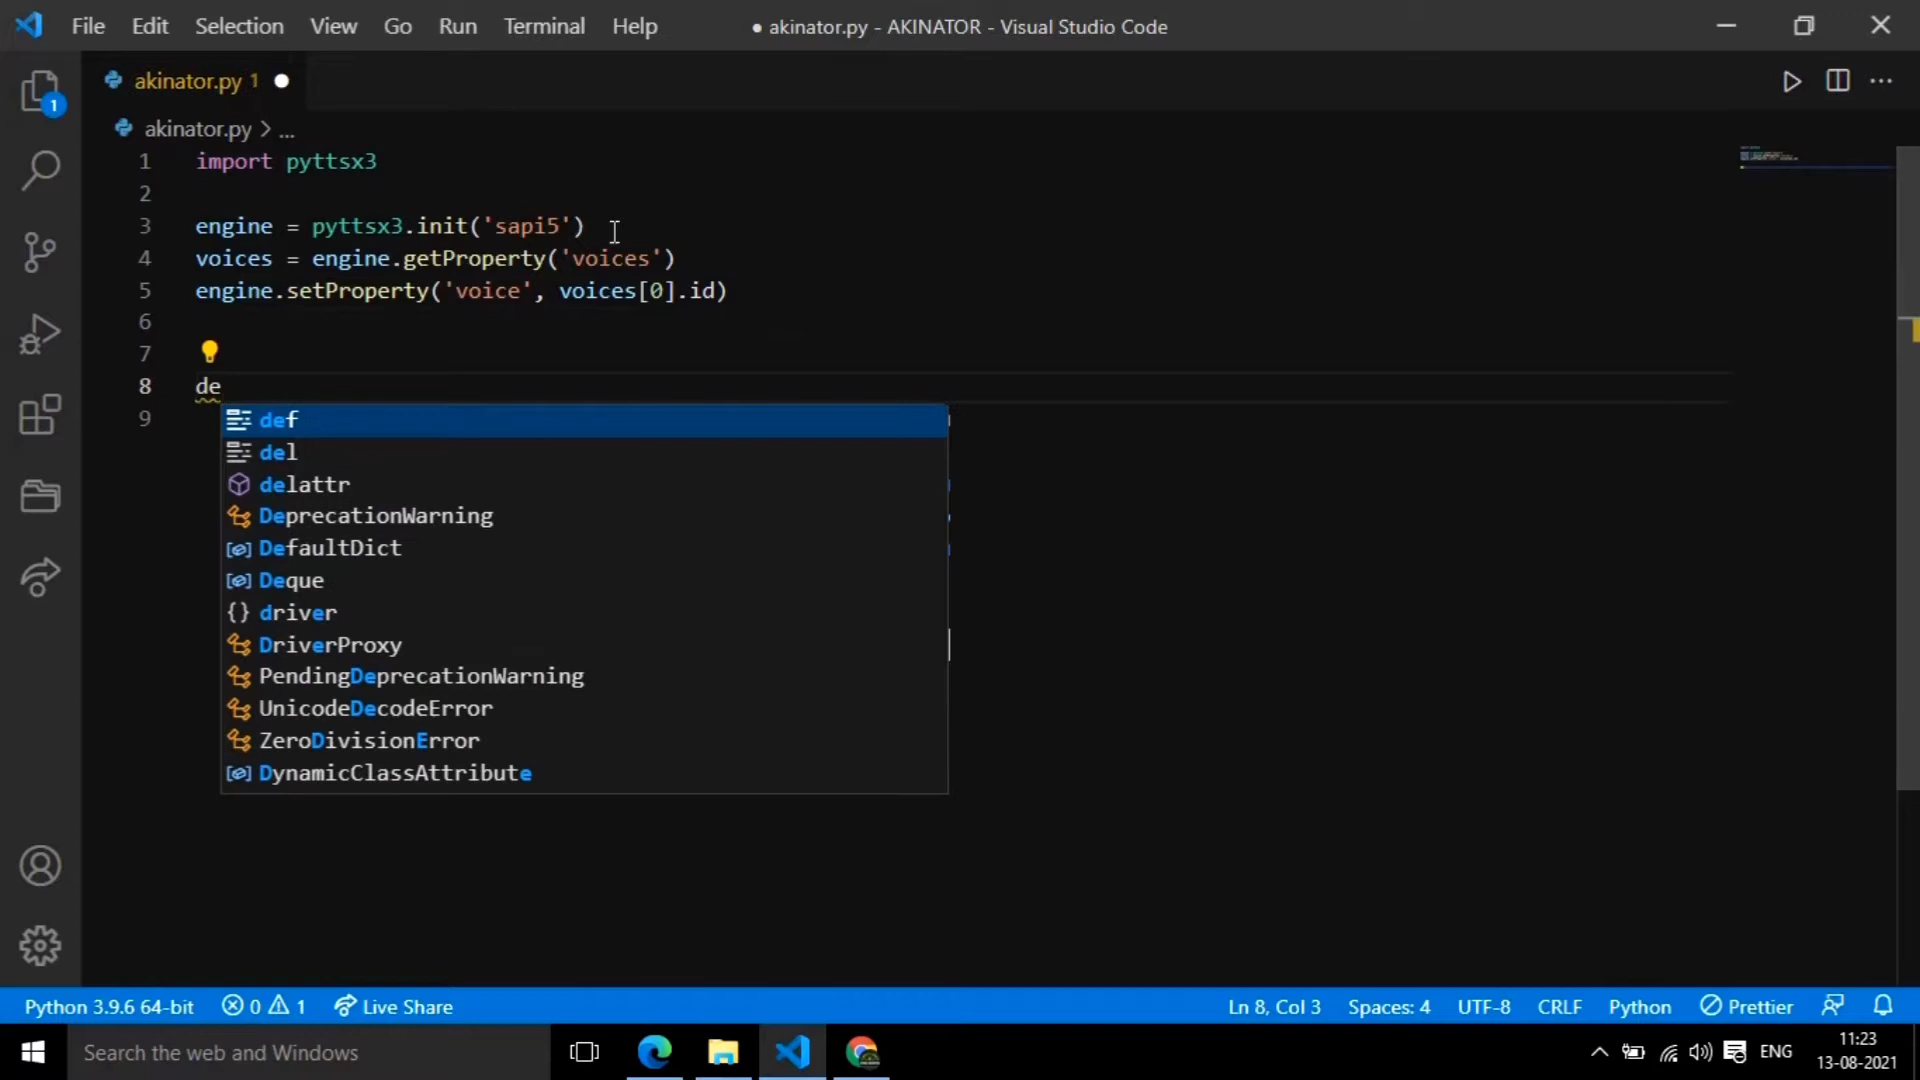 File Edit Selection View Go Run Terminal Help
● akinator.py - AKINATOR - Visual Studio Code
1
akinator.py 1 ●
akinator.py > ...
1 import pyttsx3
2
3 engine = pyttsx3.init('sapi5')
4 voices = engine.getProperty('voices')
5 engine.setProperty('voice', voices[0].id)
6
7
8 de
9
def
del
delattr
DeprecationWarning
DefaultDict
Deque
{} driver
DriverProxy
PendingDeprecationWarning
UnicodeDecodeError
ZeroDivisionError
DynamicClassAttribute
Python 3.9.6 64-bit 0 1 Live Share Ln 8, Col 3 Spaces: 4 UTF-8 CRLF Python Prettier
Search the web and Windows
ENG
11:23
13-08-2021